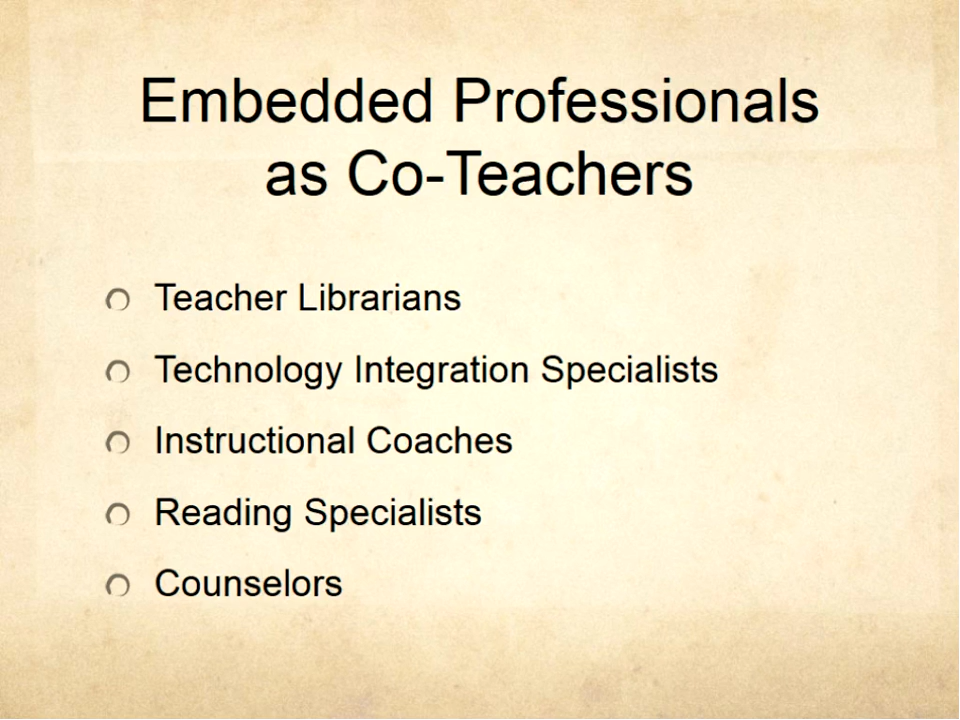 Embedded Professionals
as Co-Teachers
Teacher Librarians
Technology Integration Specialists
Instructional Coaches
Reading Specialists
Counselors